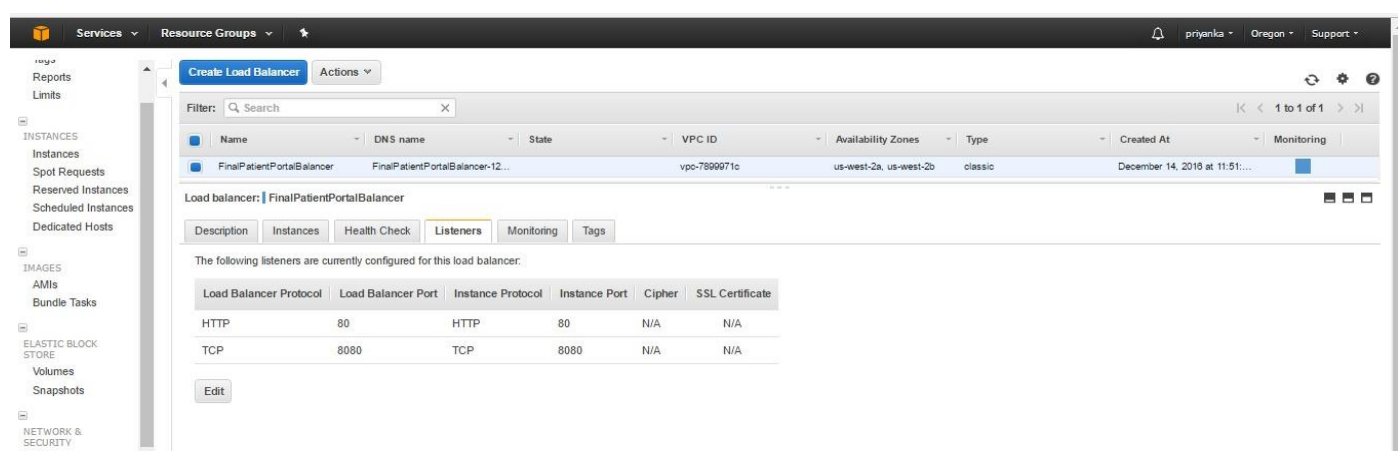 Services Resource Groups priyanka Oregon Support
Tags
Reports
Limits
INSTANCES
Instances
Spot Requests
Reserved Instances
Scheduled Instances
Dedicated Hosts
IMAGES
AMIs
Bundle Tasks
ELASTIC BLOCK
STORE
Volumes
Snapshots
NETWORK &
SECURITY
Create Load Balancer Actions
Filter: Search 1 to 1 of 1
Name DNS name State VPC ID Availability Zones Type Created At Monitoring
FinalPatientPortalBalancer FinalPatientPortalBalancer-12... vpc-7899971c us-west-2a, us-west-2b classic December 14, 2016 at 11:51:...
Load balancer: FinalPatientPortalBalancer
Description Instances Health Check Listeners Monitoring Tags
The following listeners are currently configured for this load balancer:
Load Balancer Protocol Load Balancer Port Instance Protocol Instance Port Cipher SSL Certificate
HTTP 80 HTTP 80 N/A N/A
TCP 8080 TCP 8080 N/A N/A
Edit